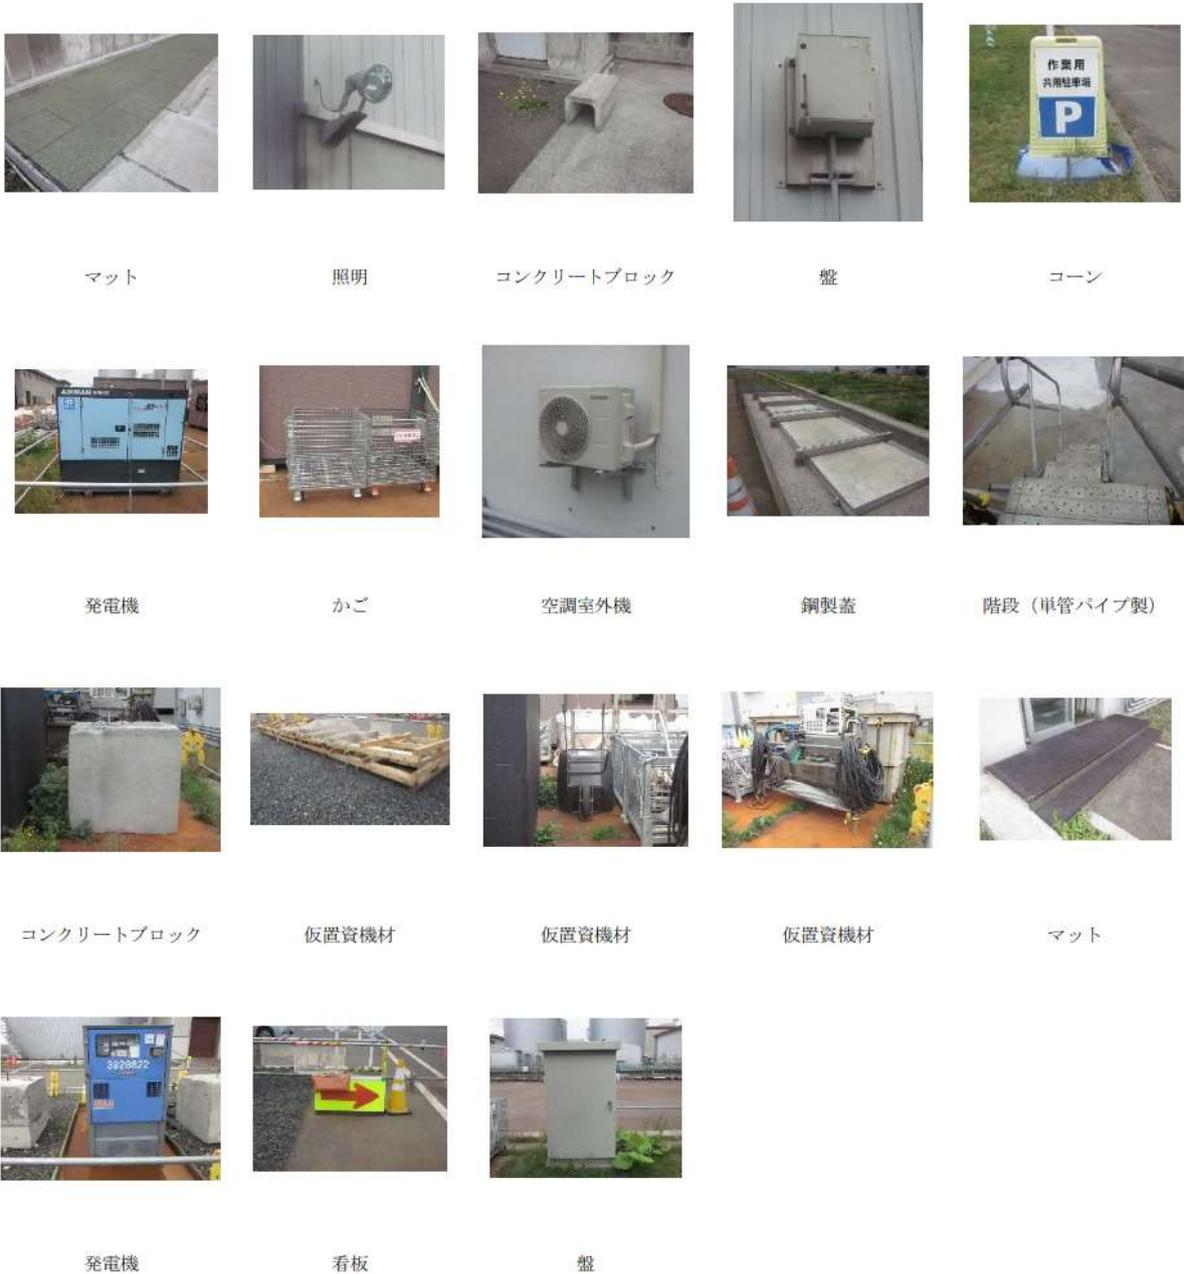 作業用
共用駐車場
P
マット
照明
コンクリートブロック
盤
コーン
AIRMAN
発電機
かご
空調室外機
鋼製蓋
階段（単管パイプ製）
コンクリートブロック
仮置資機材
仮置資機材
仮置資機材
マット
3928822
発電機
看板
盤